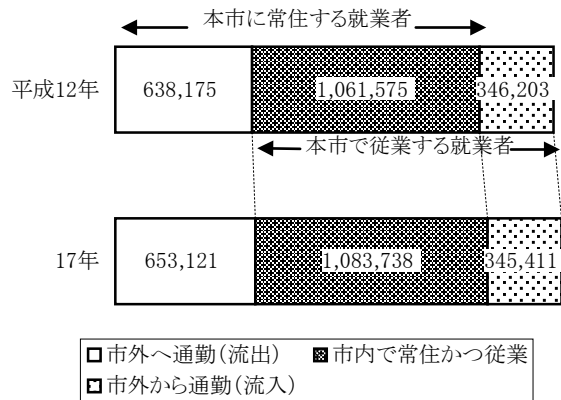 本市に常住する就業者
平成12年
638,175
1,061,575
346,203
本市で従業する就業者
17年
653,121
1,083,738
345,411
市外へ通勤(流出)
市内で常住かつ従業
市外から通勤(流入)